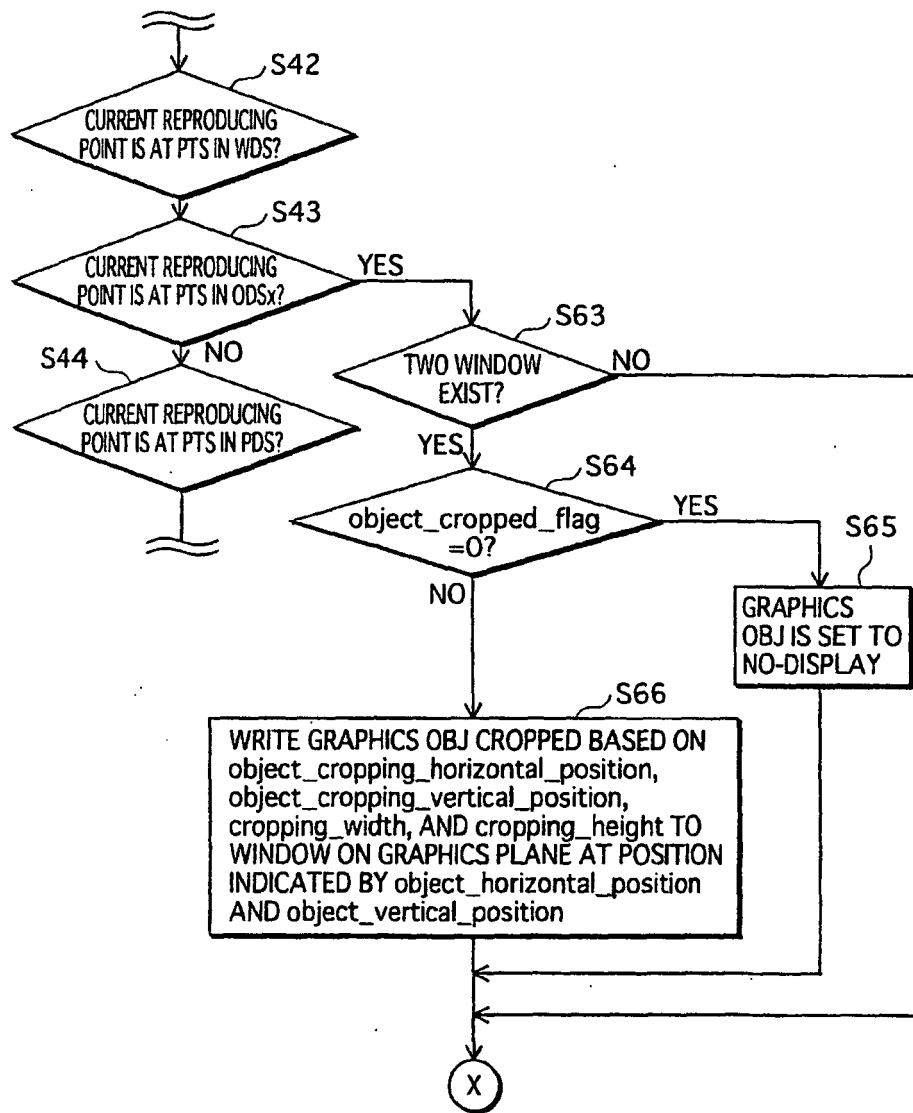 S42
CURRENT REPRODUCING
POINT IS AT PTS IN WDS?
S43
CURRENT REPRODUCING
POINT IS AT PTS IN ODSx?
YES
NO
S44
CURRENT REPRODUCING
POINT IS AT PTS IN PDS?
S63
TWO WINDOW
EXIST?
NO
YES
S64
object_cropped_flag
=0?
YES
NO
S65
GRAPHICS
OBJ IS SET TO
NO-DISPLAY
S66
WRITE GRAPHICS OBJ CROPPED BASED ON
object_cropping_horizontal_position,
object_cropping_vertical_position,
cropping_width, AND cropping_height TO
WINDOW ON GRAPHICS PLANE AT POSITION
INDICATED BY object_horizontal_position
AND object_vertical_position
X